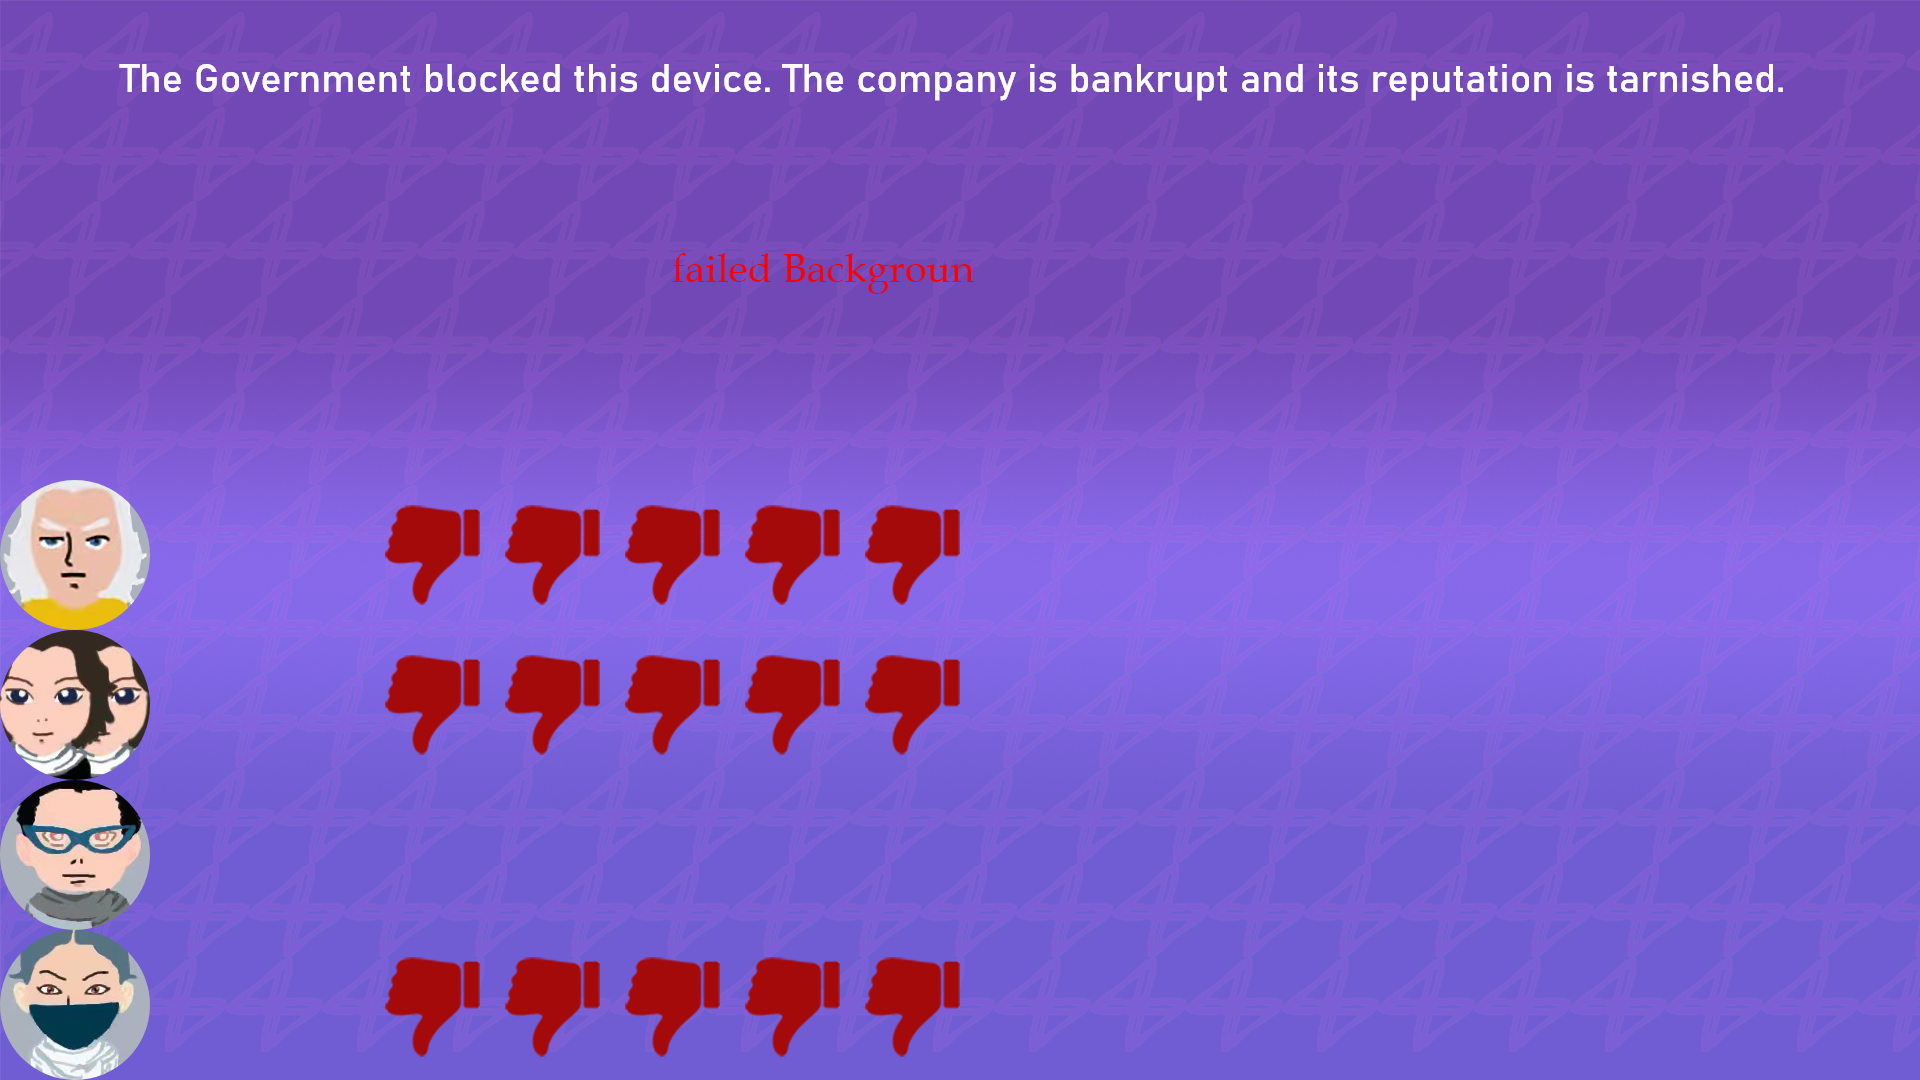 The Government blocked this device. The company is bankrupt and its reputation is tarnished.
failed Backgroun